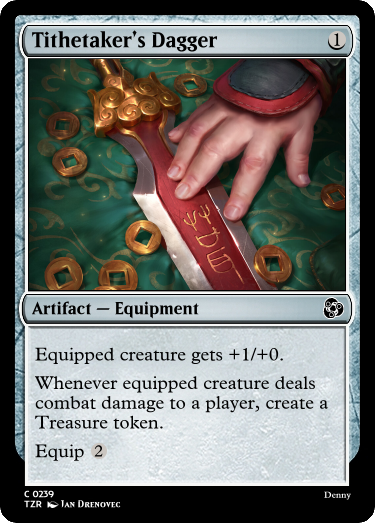 Tithetaker's Dagger 1
Artifact — Equipment
Equipped creature gets +1/+0.
Whenever equipped creature deals
combat damage to a player, create a
Treasure token.
Equip 2
C 0239
TZR Ian Drenovec
Denny